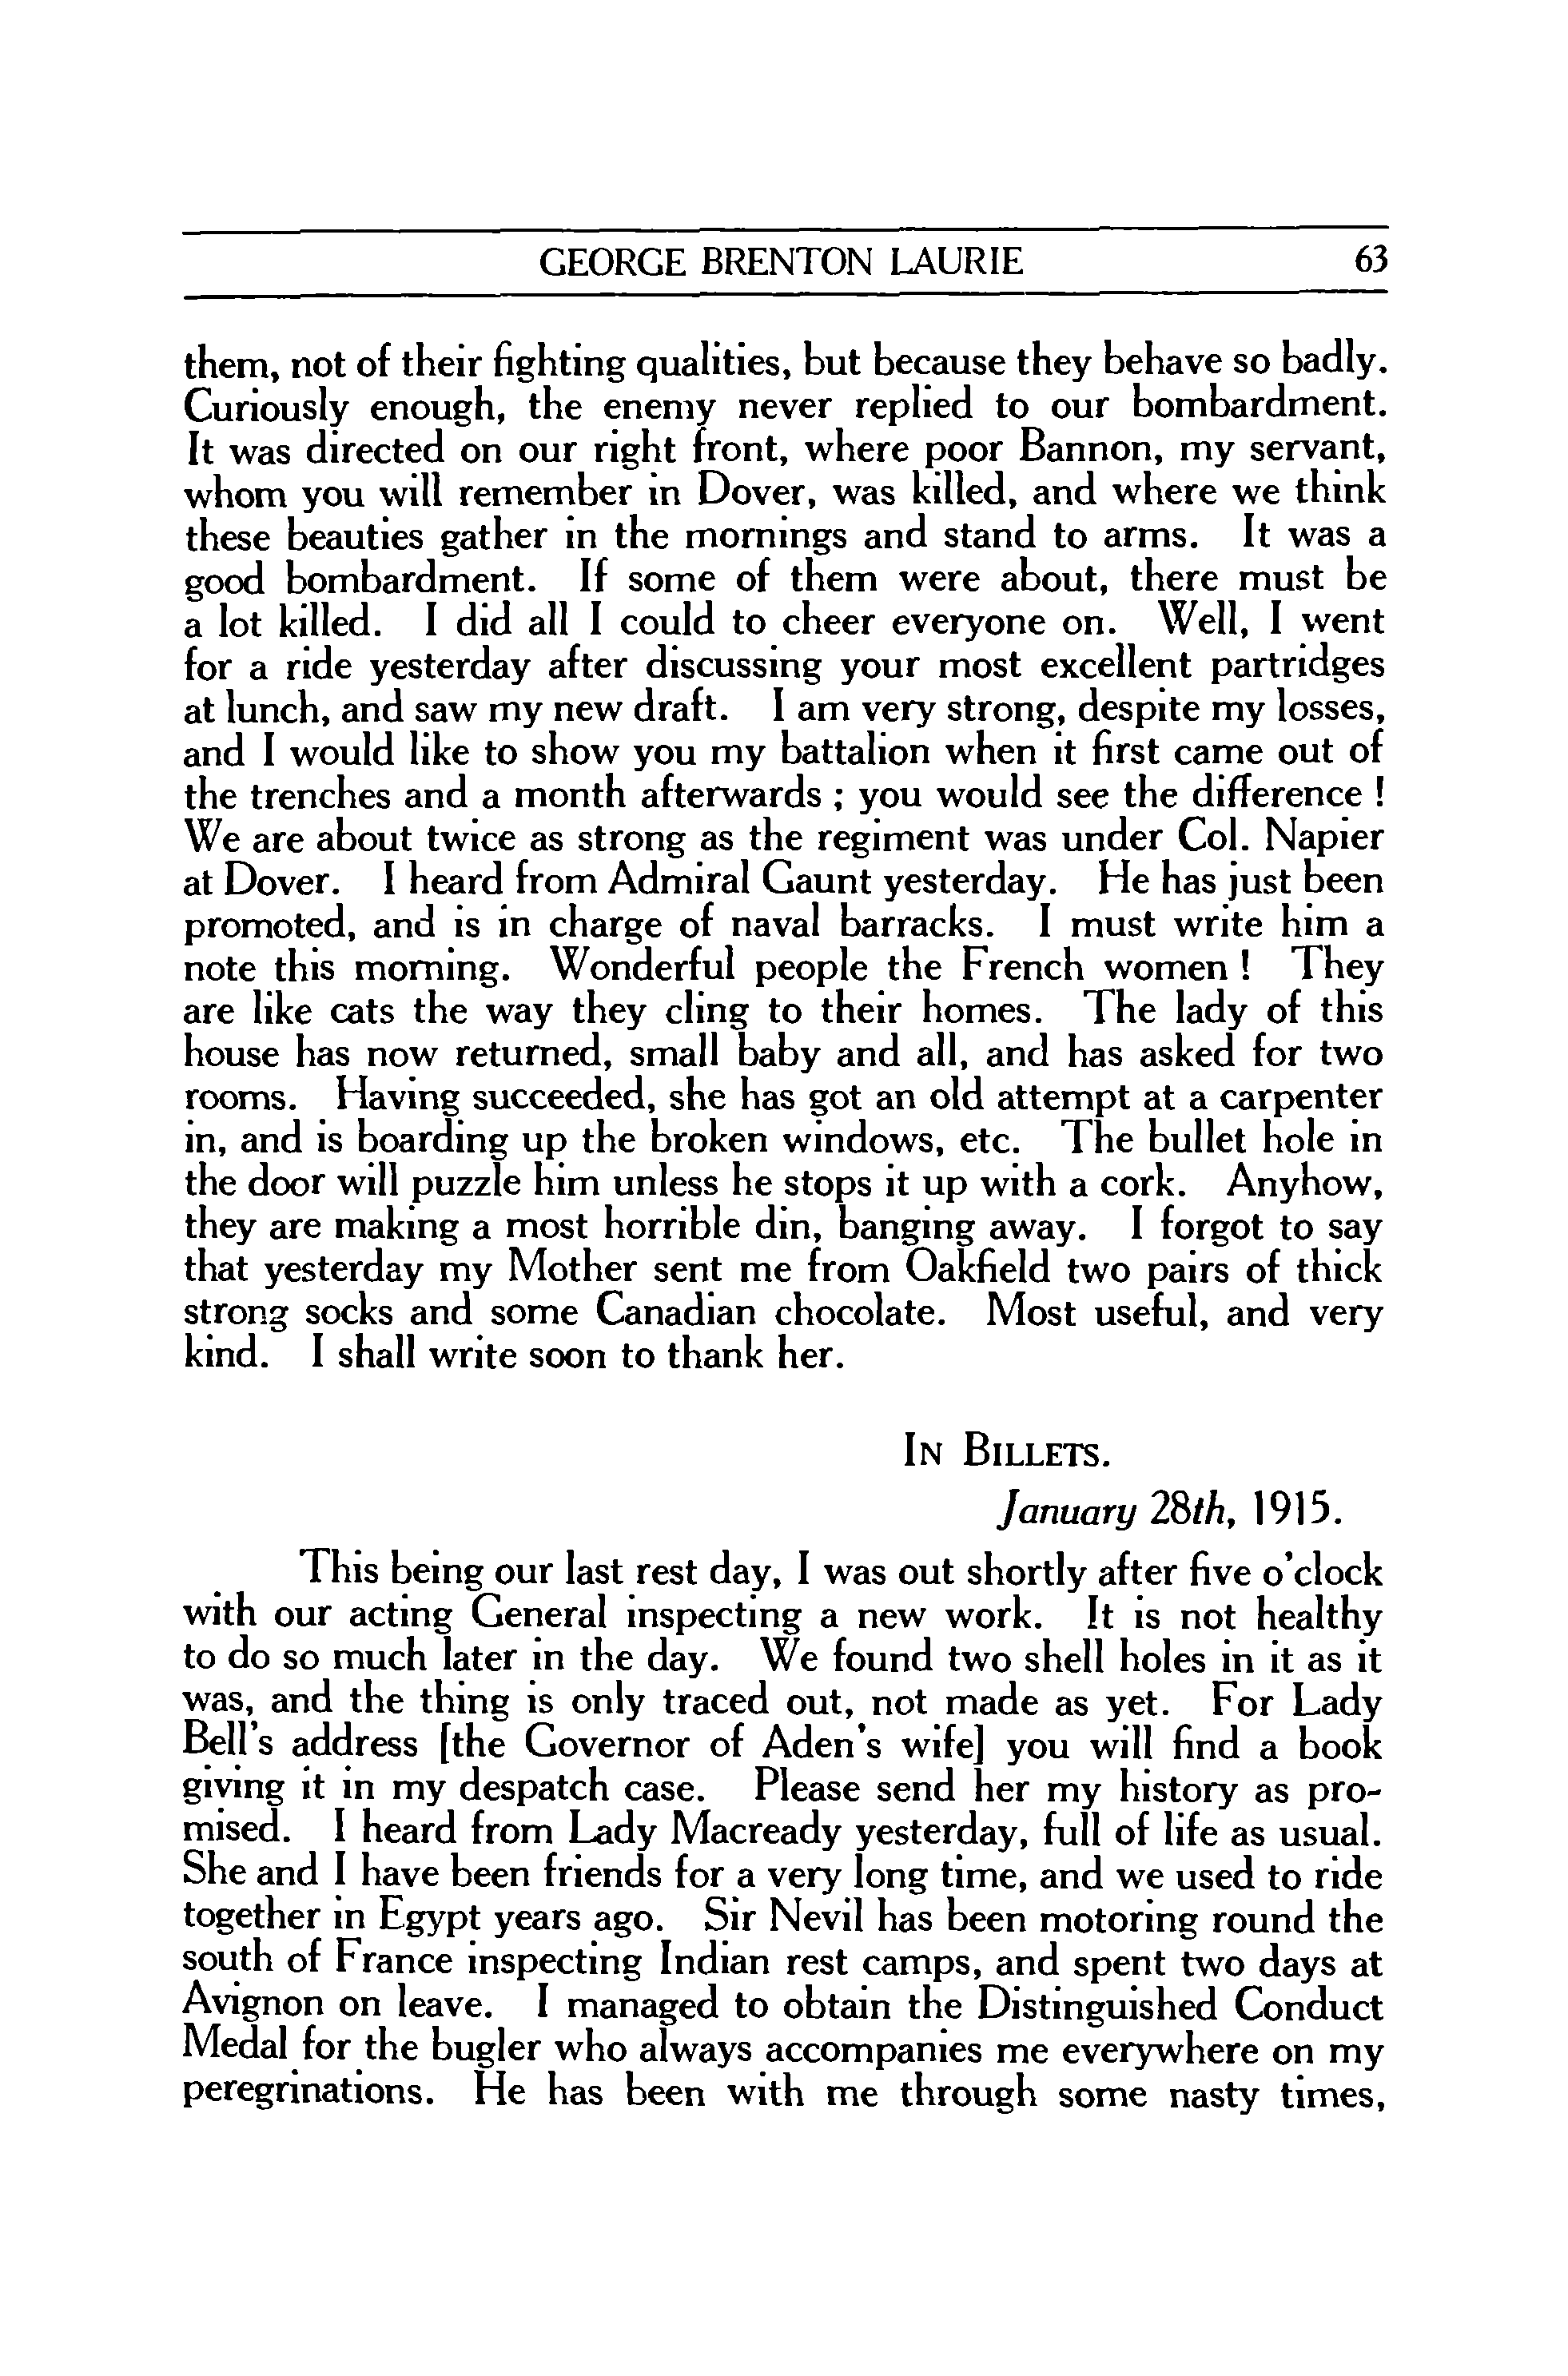 GEORGE BRENTON LAURIE 63
them, not of their fighting qualities, but because they behave so badly.
Curiously enough, the enemy never replied to our bombardment.
It was directed on our right front, where poor Bannon, my servant,
whom you will remember in Dover, was killed, and where we think
these beauties gather in the mornings and stand to arms. It was a
good bombardment. If some of them were about, there must be
a lot killed. I did all I could to cheer everyone on. Well, I went
for a ride yesterday after discussing your most excellent partridges
at lunch, and saw my new draft. I am very strong, despite my losses,
and I would like to show you my battalion when it first came out of
the trenches and a month afterwards ; you would see the difference !
We are about twice as strong as the regiment was under Col. Napier
at Dover. I heard from Admiral Gaunt yesterday. He has just been
promoted, and is in charge of naval barracks. I must write him a
note this morning. Wonderful people the French women ! They
are like cats the way they cling to their homes. The lady of this
house has now returned, small baby and all, and has asked for two
rooms. Having succeeded, she has got an old attempt at a carpenter
in, and is boarding up the broken windows, etc. The bullet hole in
the door will puzzle him unless he stops it up with a cork. Anyhow,
they are making a most horrible din, banging away. I forgot to say
that yesterday my Mother sent me from Oakfield two pairs of thick
strong socks and some Canadian chocolate. Most useful, and very
kind. I shall write soon to thank her.
In Billets.
January 28th, 1915.
This being our last rest day, I was out shortly after five o'clock
with our acting General inspecting a new work. It is not healthy
to do so much later in the day. We found two shell holes in it as it
was, and the thing is only traced out, not made as yet. For Lady
Bell's address [the Governor of Aden's wife] you will find a book
giving it in my despatch case. Please send her my history as pro-
mised. I heard from Lady Macready yesterday, full of life as usual.
She and I have been friends for a very long time, and we used to ride
together in Egypt years ago. Sir Nevil has been motoring round the
south of France inspecting Indian rest camps, and spent two days at
Avignon on leave. I managed to obtain the Distinguished Conduct
Medal for the bugler who always accompanies me everywhere on my
peregrinations. He has been with me through some nasty times,